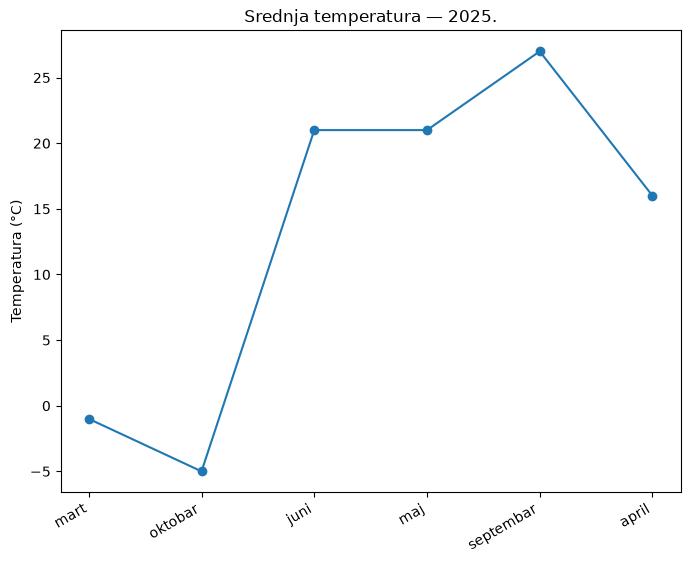 Srednja temperatura — 2025.
Temperatura (°C)
25
20
15
10
5
0
−5
mart
oktobar
juni
maj
septembar
april